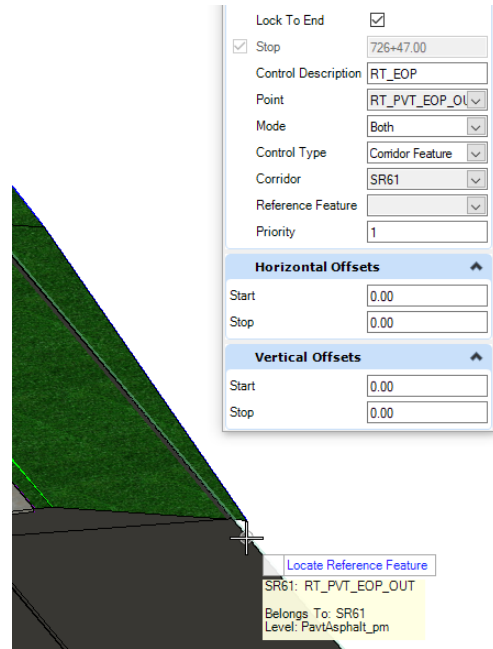 Lock To End
Stop 726+47.00
Control Description RT_EOP
Point RT_PVT_EOP_OU
Mode Both
Control Type Corridor Feature
Corridor SR61
Reference Feature
Priority 1
Horizontal Offsets
Start 0.00
Stop 0.00
Vertical Offsets
Start 0.00
Stop 0.00
Locate Reference Feature
SR61: RT_PVT_EOP_OUT
Belongs To: SR61
Level: PavtAsphalt_pm